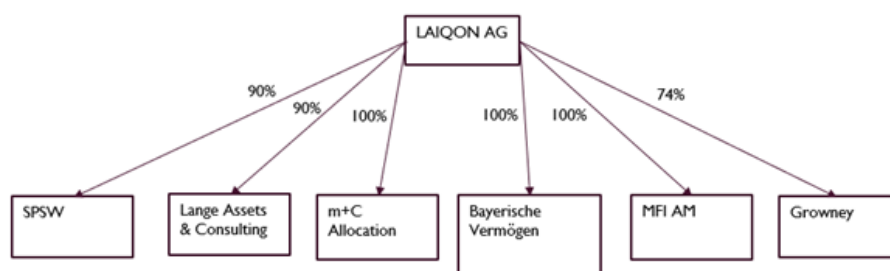 LAIQON AG
90%
90%
100%
100%
100%
74%
SPSW
Lange Assets
& Consulting
m+C
Allocation
Bayerische
Vermögen
MFI AM
Growney